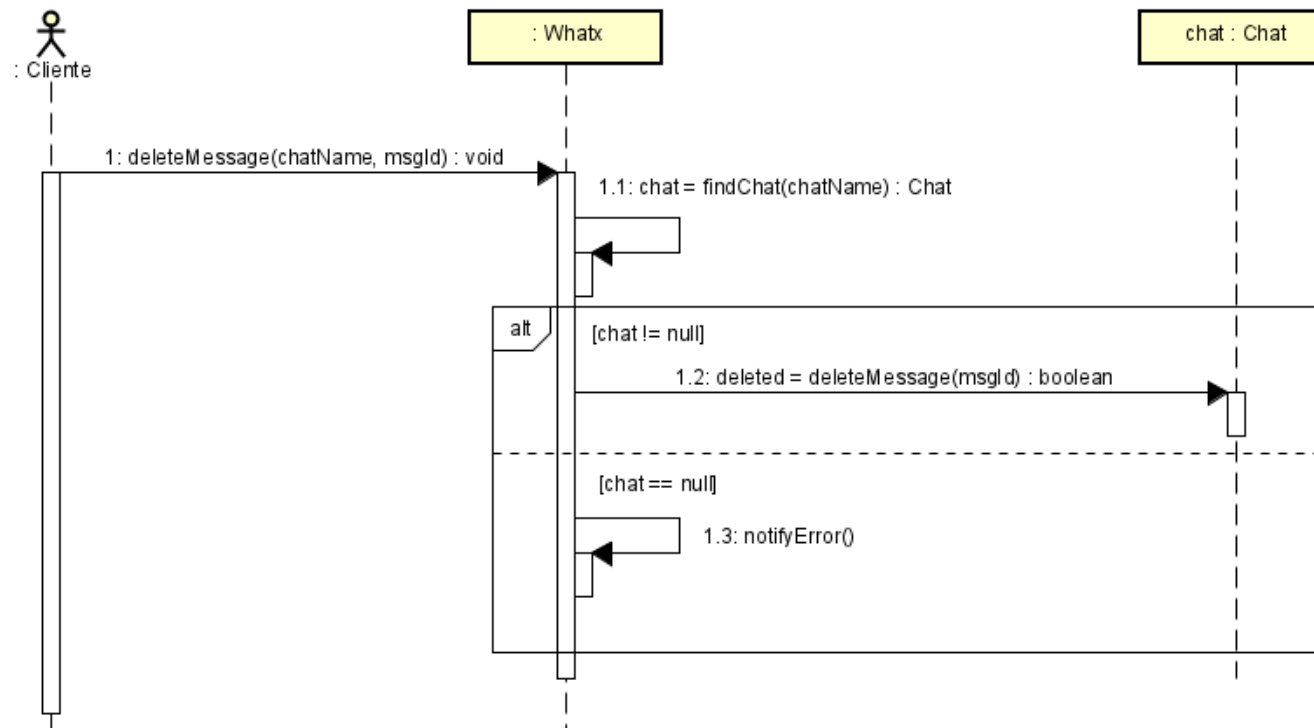 : Cliente
: Whatx
chat : Chat
1: deleteMessage(chatName, msgId) : void
1.1: chat = findChat(chatName) : Chat
alt
[chat != null]
1.2: deleted = deleteMessage(msgId) : boolean
[chat == null]
1.3: notifyError()